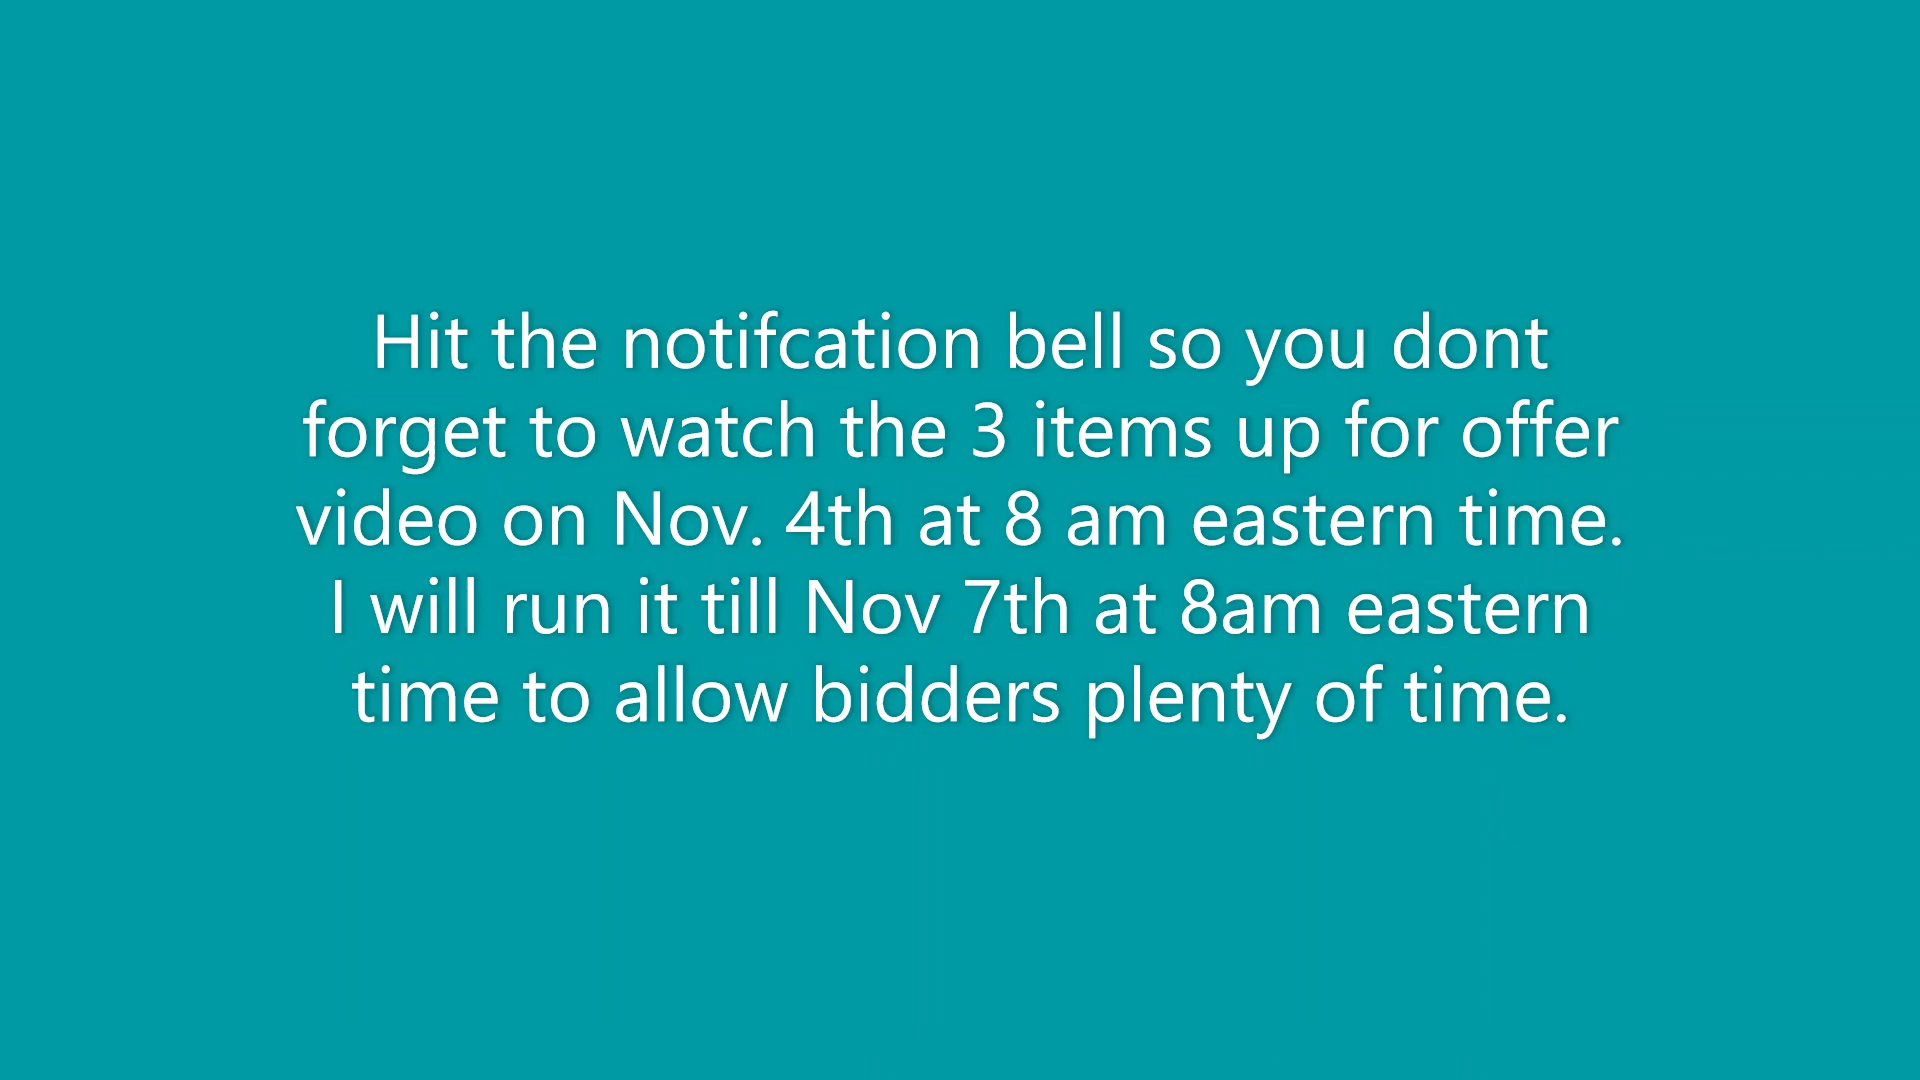 Hit the notifcation bell so you dont
forget to watch the 3 items up for offer
video on Nov. 4th at 8 am eastern time.
I will run it till Nov 7th at 8am eastern
time to allow bidders plenty of time.